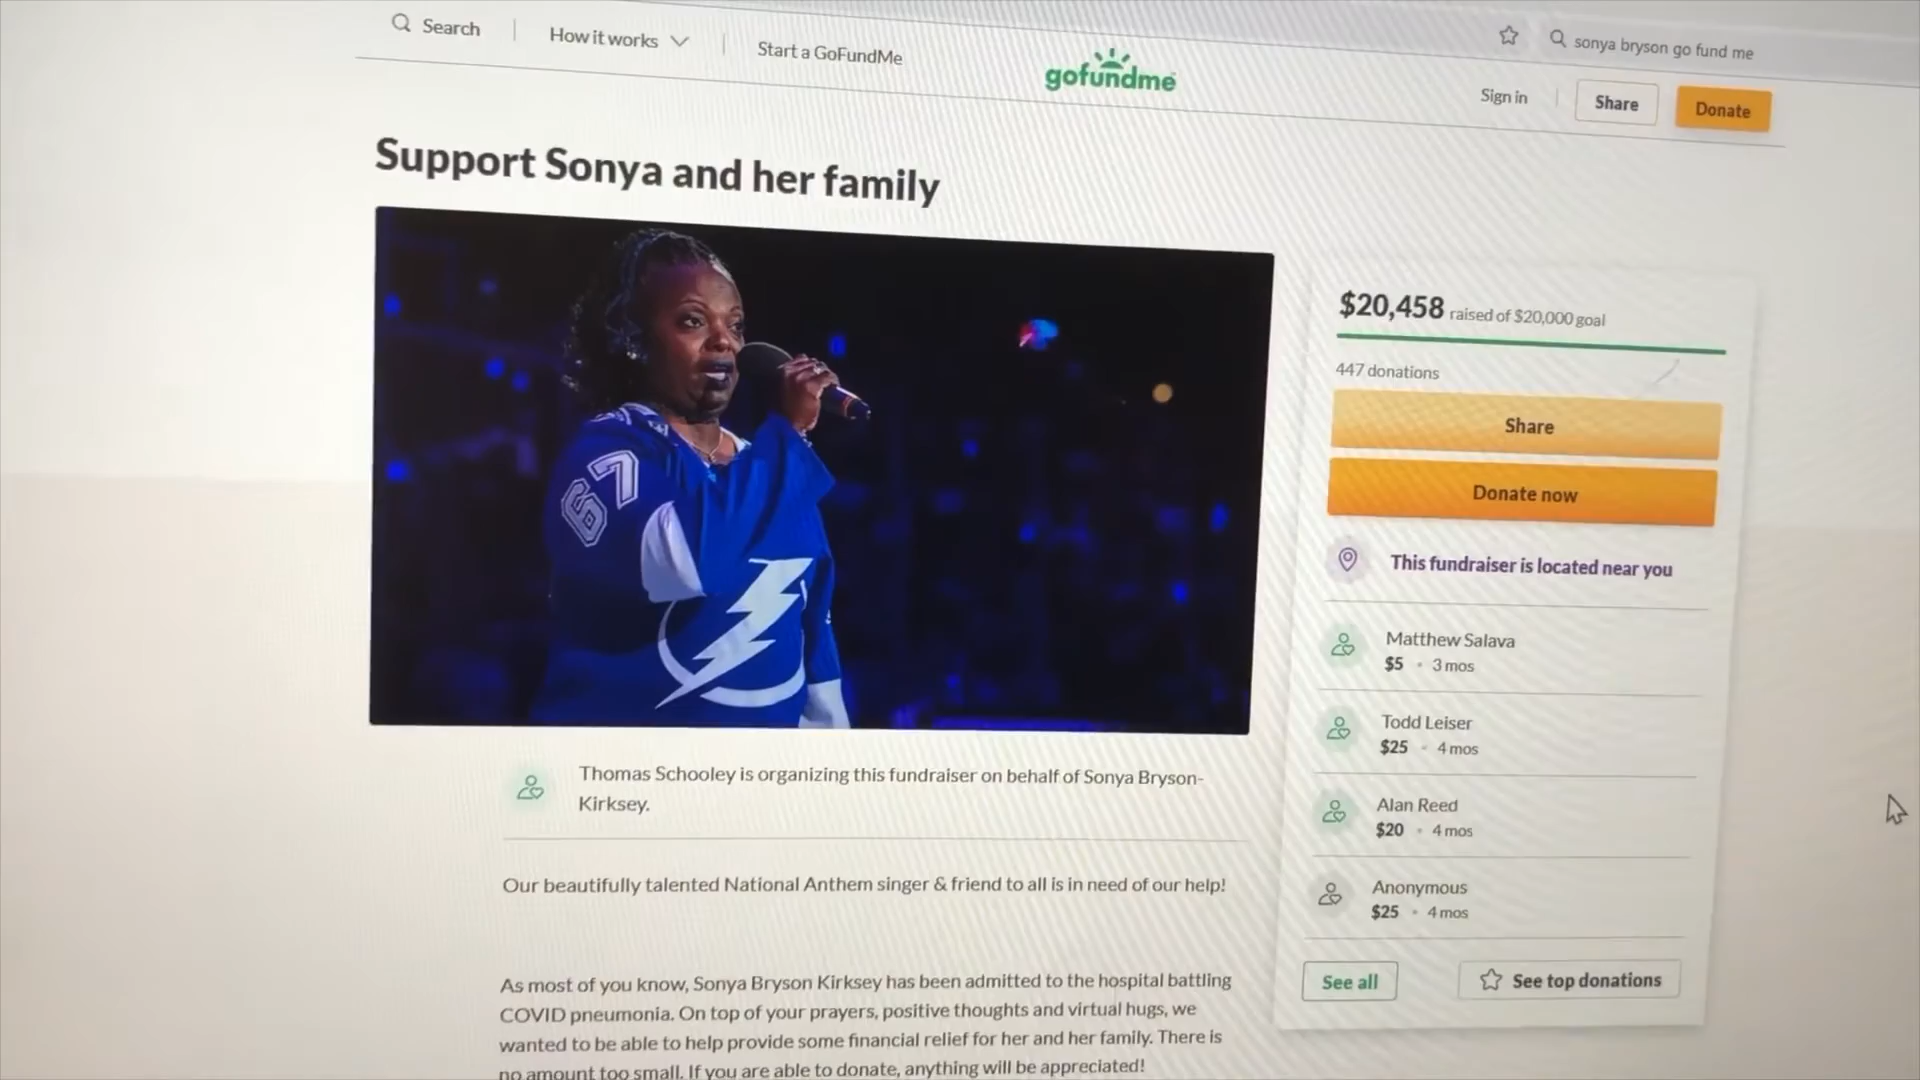 Search
How it works
Start a GoFundMe
gofundme
sonya bryson go fund me
Sign in
Share
Donate
Support Sonya and her family
67
$20,458 raised of $20,000 goal
447 donations
Share
Donate now
This fundraiser is located near you
Matthew Salava
$5 • 3 mos
Todd Leiser
$25 • 4 mos
Alan Reed
$20 • 4 mos
Anonymous
$25 • 4 mos
See all
See top donations
Thomas Schooley is organizing this fundraiser on behalf of Sonya Bryson-
Kirksey.
Our beautifully talented National Anthem singer & friend to all is in need of our help!
As most of you know, Sonya Bryson Kirksey has been admitted to the hospital battling
COVID pneumonia. On top of your prayers, positive thoughts and virtual hugs, we
wanted to be able to help provide some financial relief for her and her family. There is
no amount too small. If you are able to donate, anything will be appreciated!